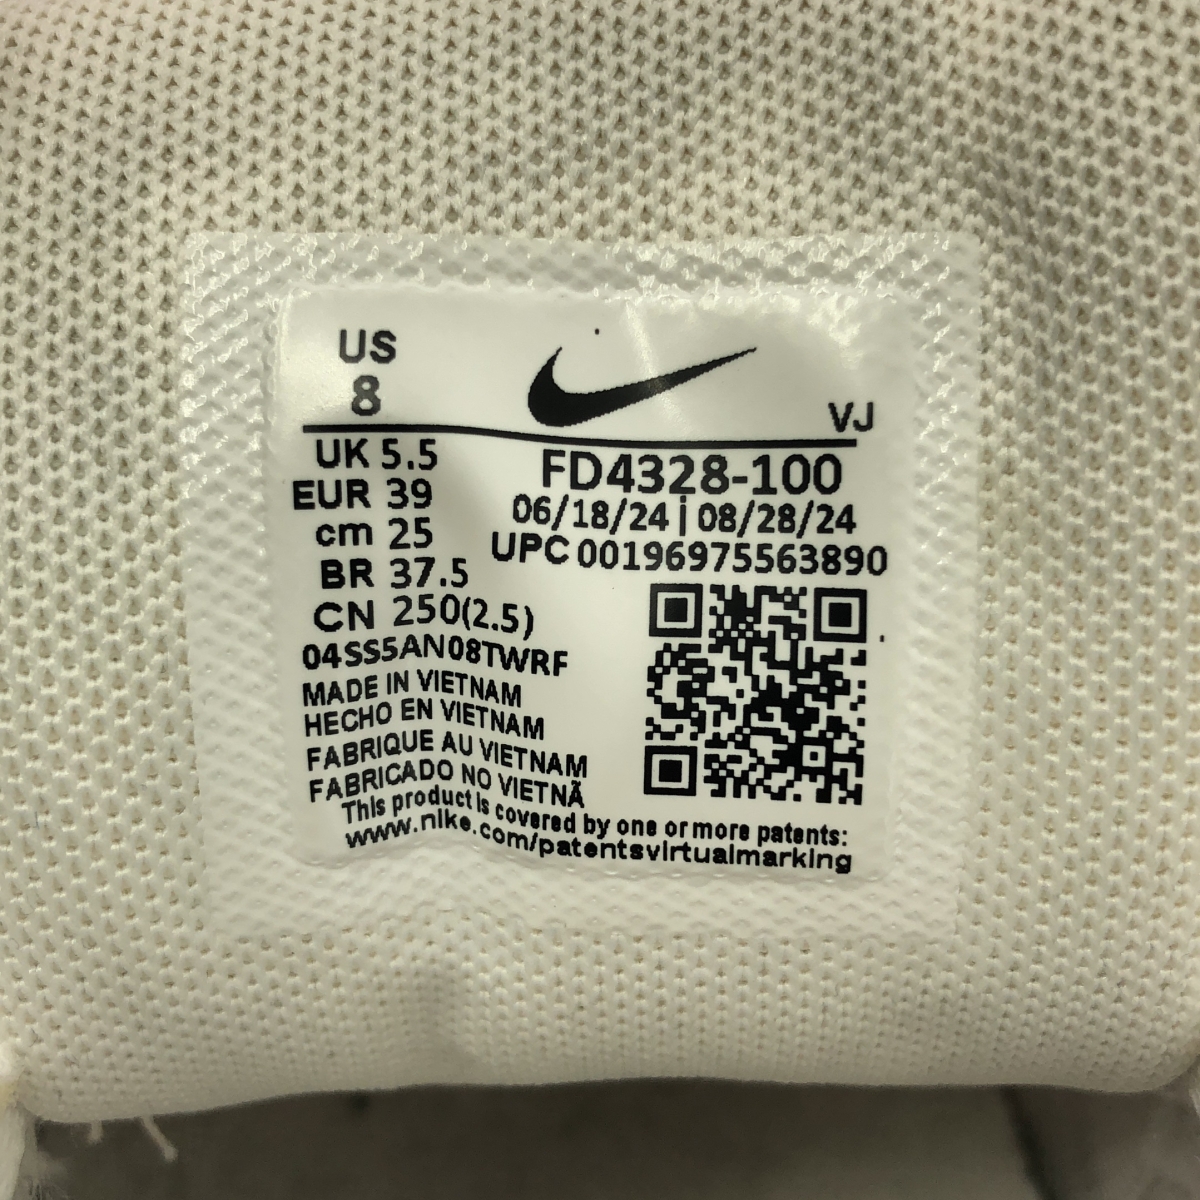 US
8
VJ
UK 5.5
EUR 39
cm 25
BR 37.5
CN 250(2.5)
FD4328-100
06/18/24 | 08/28/24
UPC 00196975563890
04SS5AN08TWRF
MADE IN VIETNAM
HECHO EN VIETNAM
FABRIQUE AU VIETNAM
FABRICADO NO VIETNÃ
This product is covered by one or more patents:
www.nike.com/patentsvirtualmarking